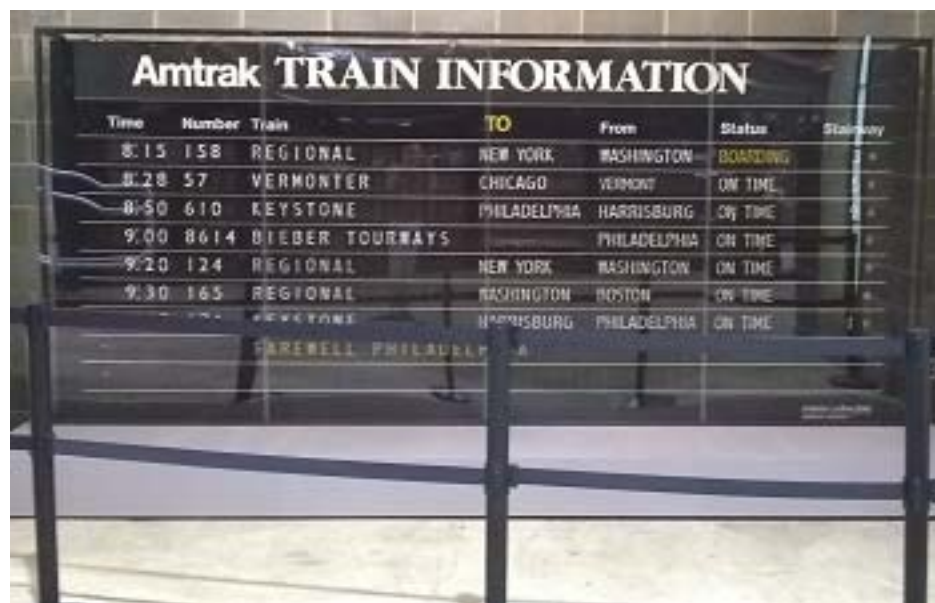 Amtrak TRAIN INFORMATION
Time Number Train TO From Status Stairway
8:15 158 REGIONAL NEW YORK WASHINGTON BOARDING 3
8:28 57 VERMONTER CHICAGO VERMONT ON TIME
8:50 610 KEYSTONE PHILADELPHIA HARRISBURG ON TIME
9:00 8614 BIEBER TOURWAYS PHILADELPHIA ON TIME
9:20 124 REGIONAL NEW YORK WASHINGTON ON TIME
9:30 165 REGIONAL WASHINGTON BOSTON ON TIME
KEYSTONE HARRISBURG PHILADELPHIA ON TIME
FAREWELL PHILADELPHIA